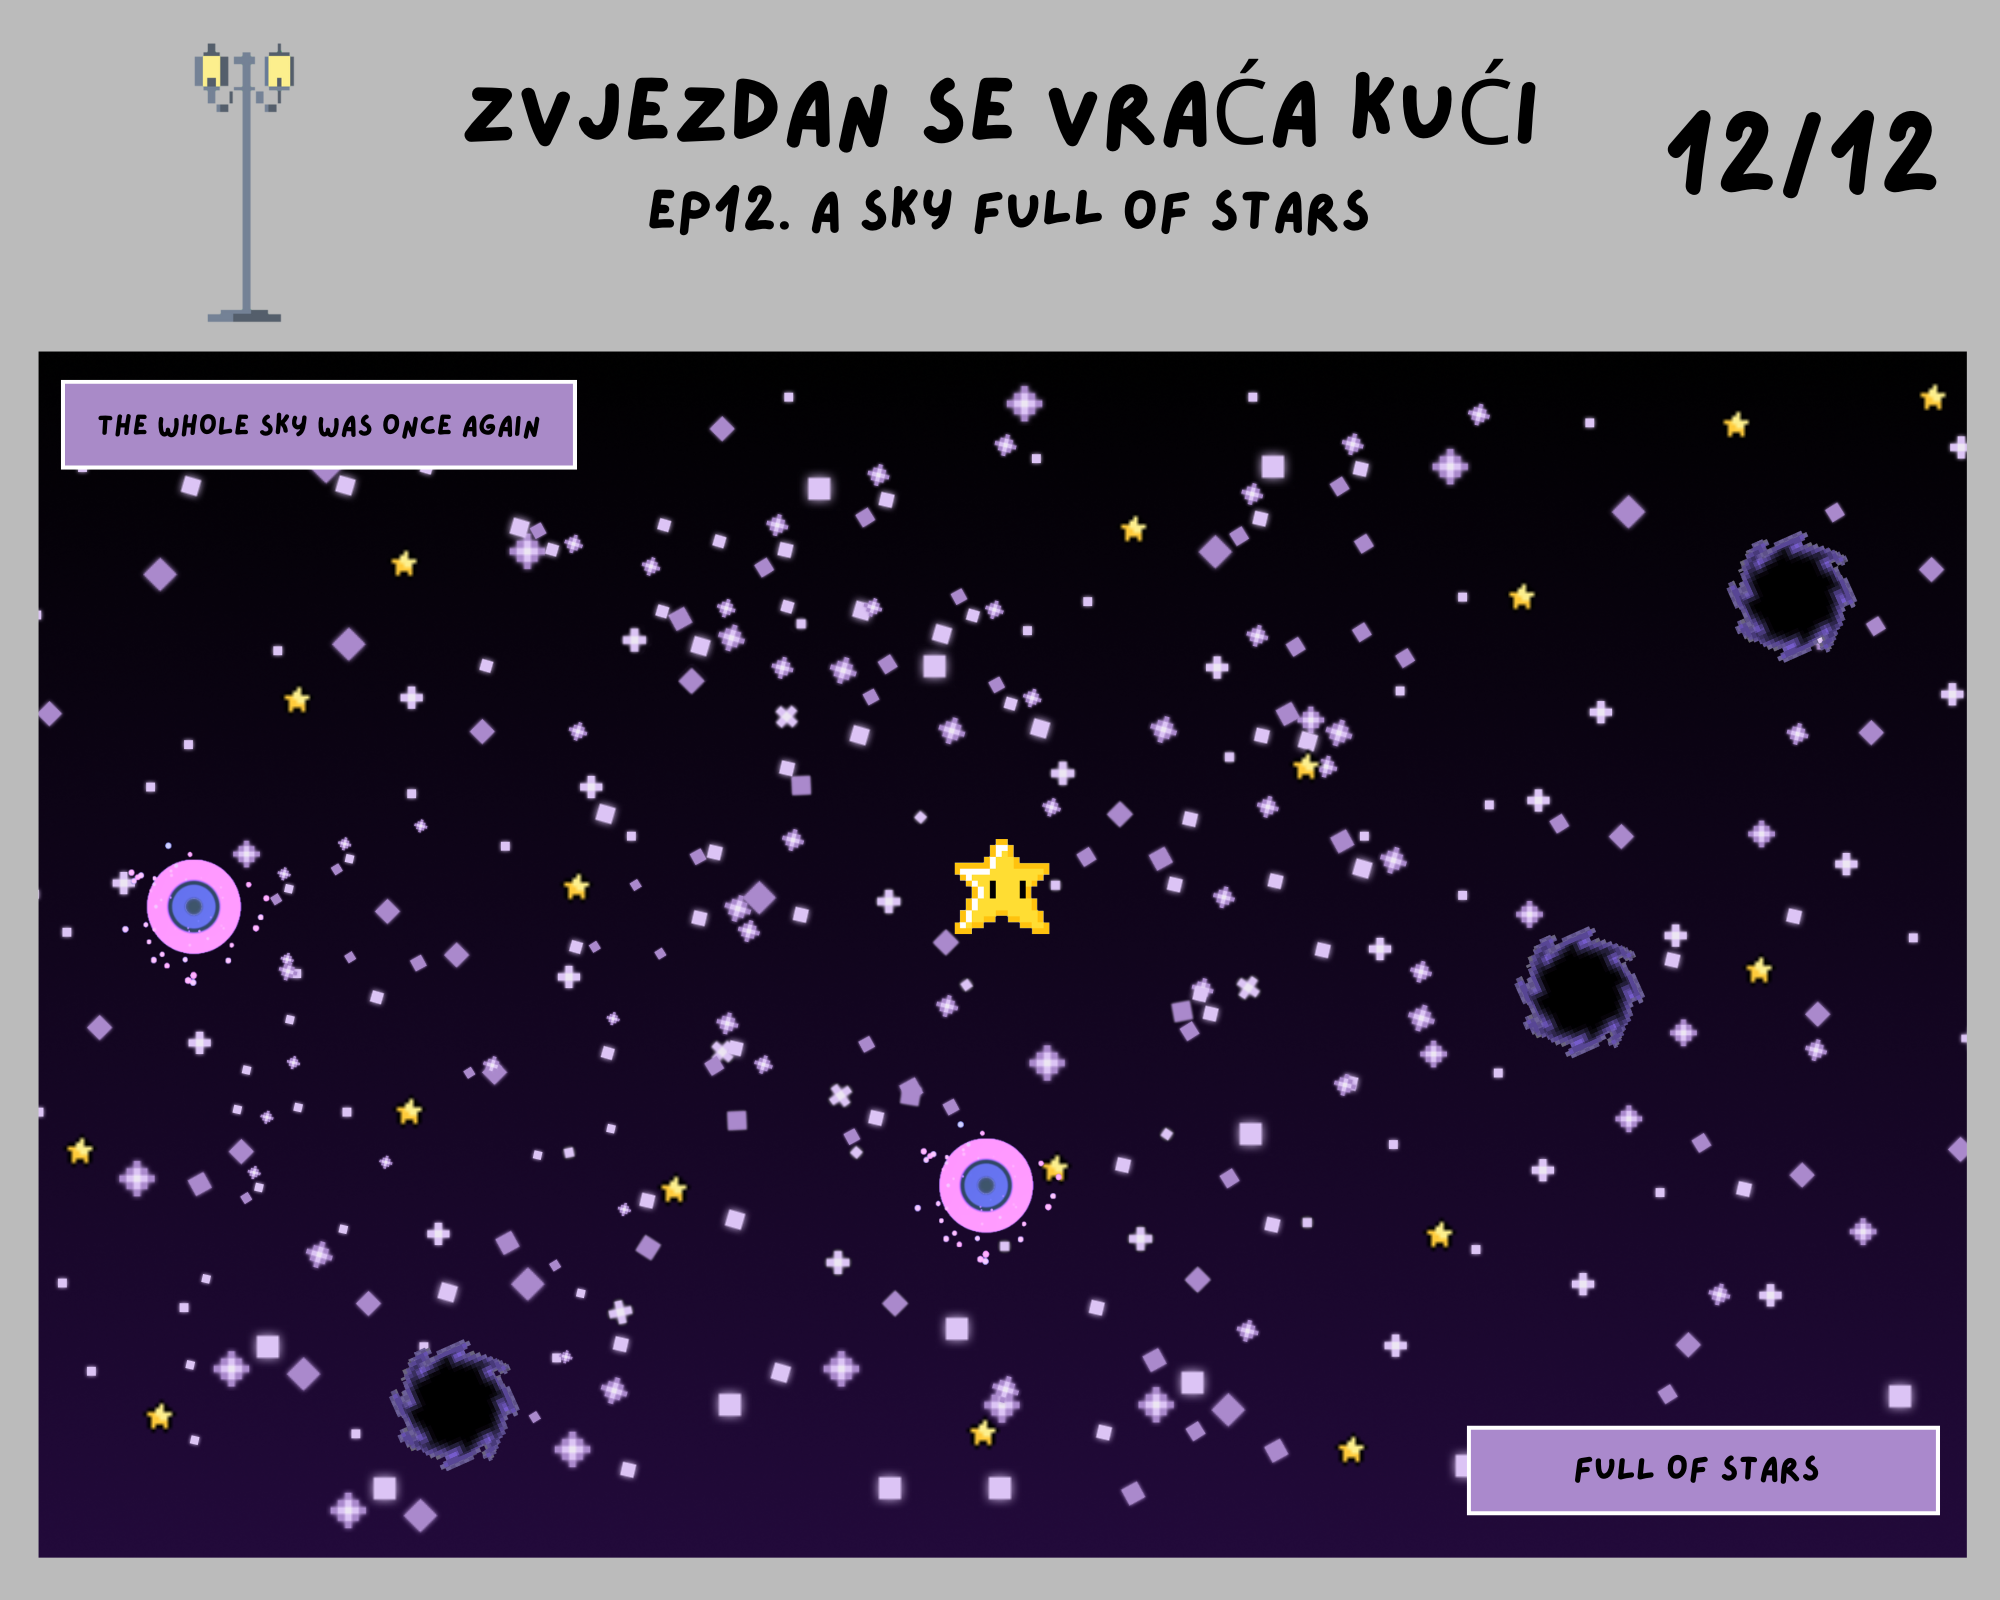 ZVJEZDAN SE VRAĆA KUĆI
EP12. A SKY FULL OF STARS
12/12
THE WHOLE SKY WAS ONCE AGAIN
FULL OF STARS